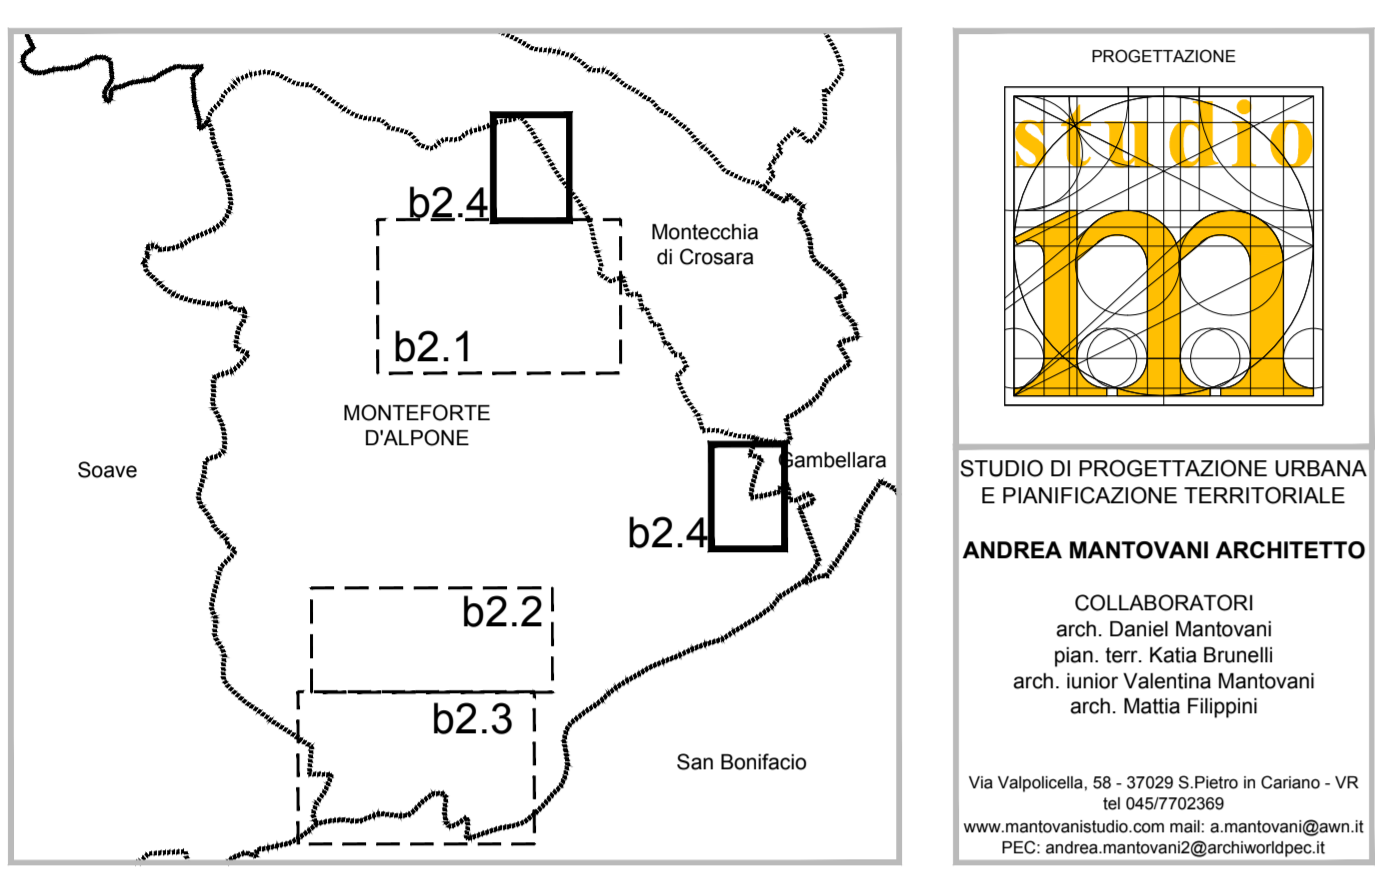 b2.4
Montecchia
di Crosara
b2.1
MONTEFORTE
D'ALPONE
Soave
Gambellara
b2.4
b2.2
b2.3
San Bonifacio
PROGETTAZIONE
studio
m
STUDIO DI PROGETTAZIONE URBANA
E PIANIFICAZIONE TERRITORIALE
ANDREA MANTOVANI ARCHITETTO
COLLABORATORI
arch. Daniel Mantovani
pian. terr. Katia Brunelli
arch. iunior Valentina Mantovani
arch. Mattia Filippini
Via Valpolicella, 58 - 37029 S.Pietro in Cariano - VR
tel 045/7702369
www.mantovanistudio.com mail: a.mantovani@awn.it
PEC: andrea.mantovani2@archiworldpec.it